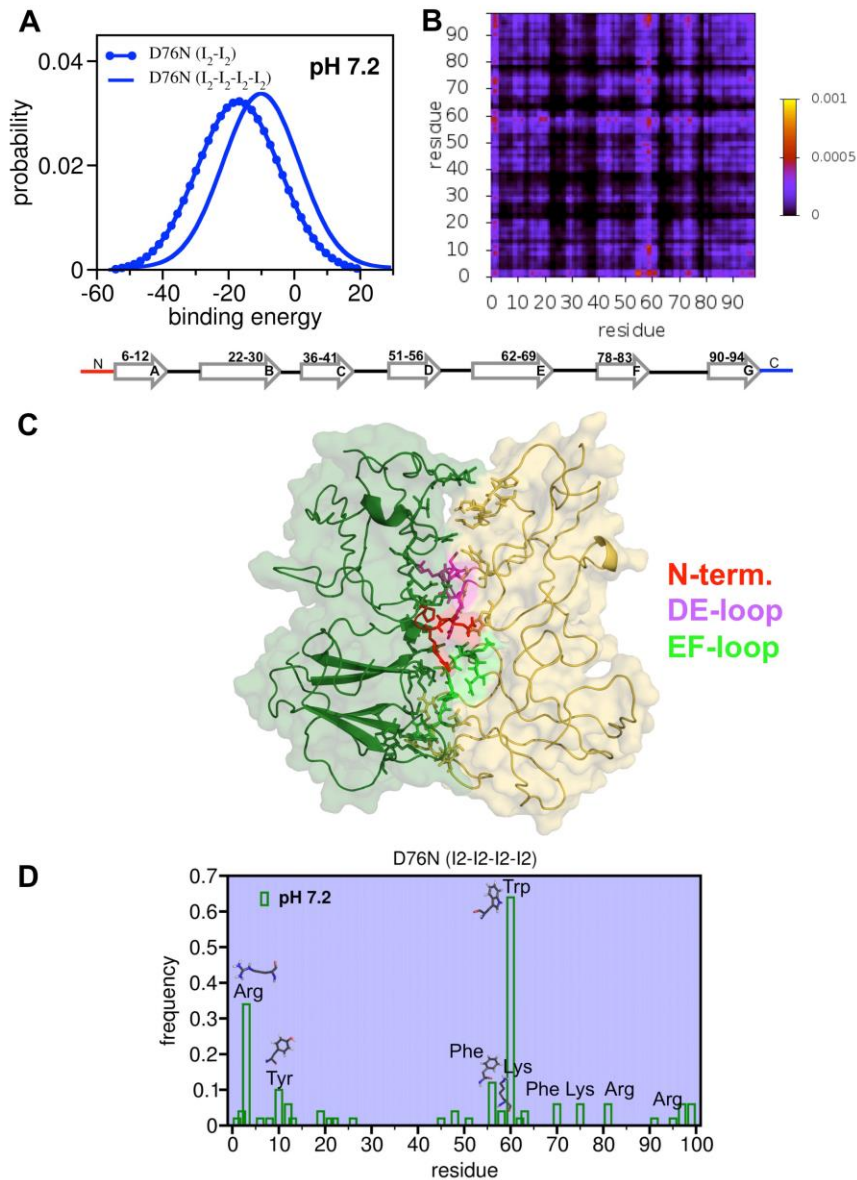 A
0.04
0.02
0
probability
D76N (I2-I2)
D76N (I2-I2-I2-I2)
pH 7.2
-60 -40 -20 0 20
binding energy
B
90
80
70
60
50
40
30
20
10
0
residue
0 10 20 30 40 50 60 70 80 90
residue
0.001
0.0005
0
N 6-12 A 22-30 B 36-41 C 51-56 D 62-69 E 78-83 F 90-94 G C
C
N-term.
DE-loop
EF-loop
D
D76N (I2-I2-I2-I2)
0.7
0.6
0.5
0.4
0.3
0.2
0.1
0
frequency
pH 7.2
Trp
Arg
Tyr
Phe
Lys
Phe Lys Arg Arg
0 10 20 30 40 50 60 70 80 90 100
residue